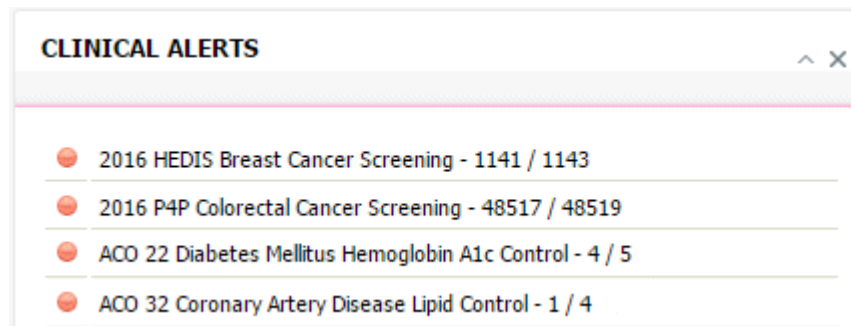 CLINICAL ALERTS
2016 HEDIS Breast Cancer Screening - 1141 / 1143
2016 P4P Colorectal Cancer Screening - 48517 / 48519
ACO 22 Diabetes Mellitus Hemoglobin A1c Control - 4 / 5
ACO 32 Coronary Artery Disease Lipid Control - 1 / 4